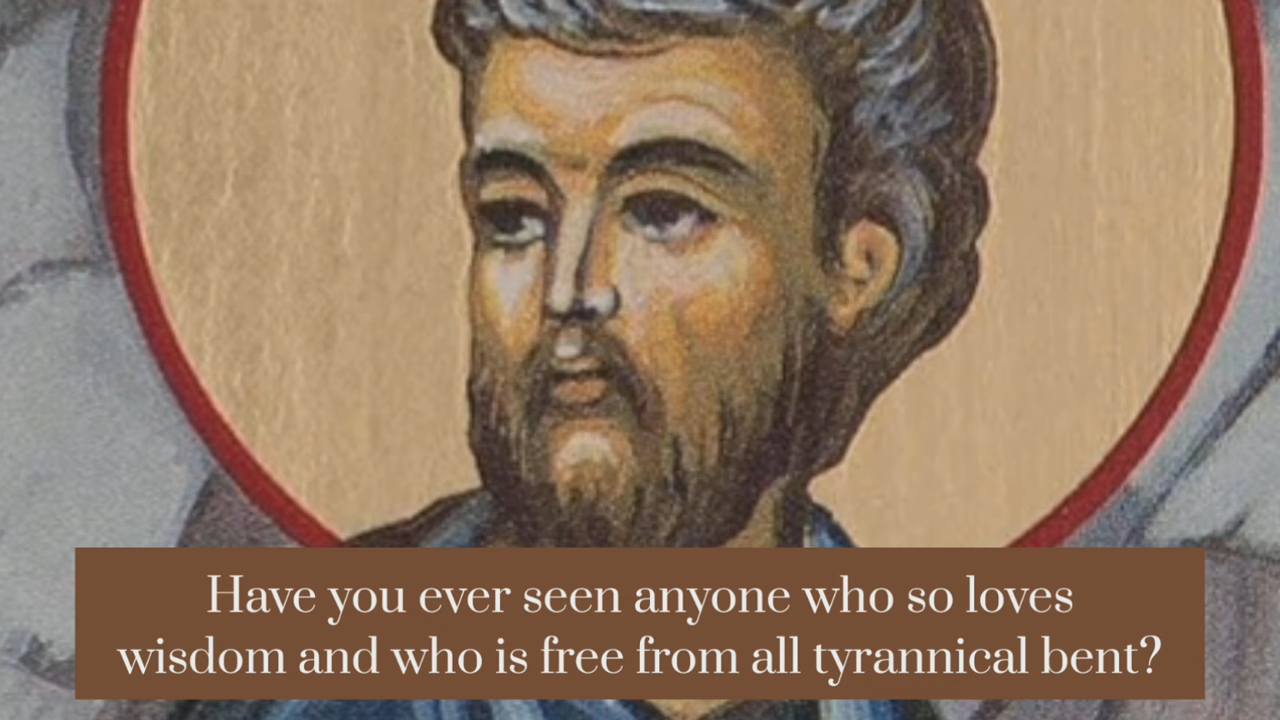 Have you ever seen anyone who so loves
wisdom and who is free from all tyrannical bent?